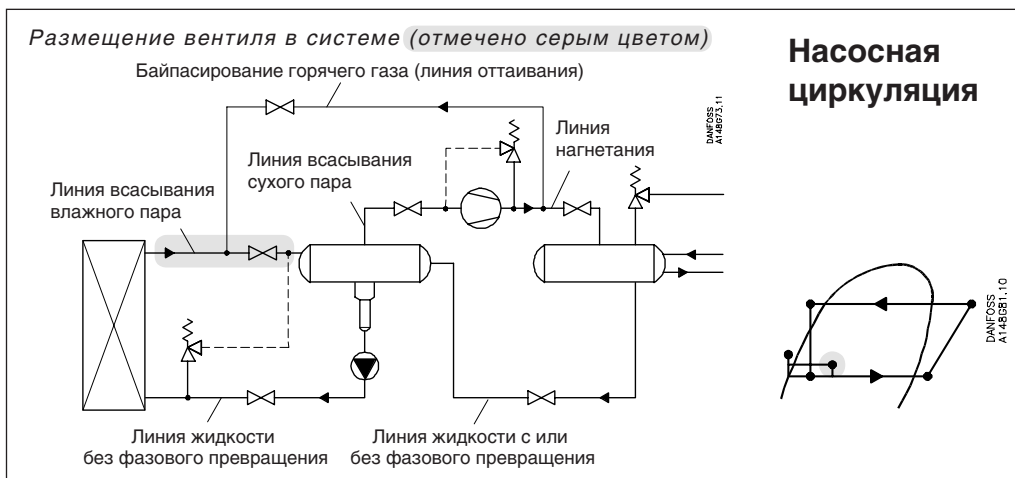 Размещение вентиля в системе (отмечено серым цветом)
Байпасирование горячего газа (линия оттаивания)
Насосная
циркуляция
DANFOSS
A148G73.11
Линия
нагнетания
Линия всасывания
сухого пара
Линия всасывания
влажного пара
DANFOSS
A148G81.10
Линия жидкости
без фазового превращения
Линия жидкости с или
без фазового превращения